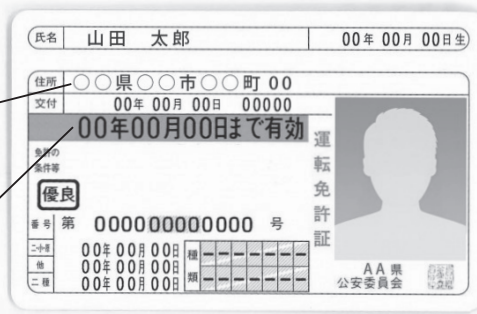 氏名 山田 太郎 00年 00月 00日生
住所 ○○県○○市○○町 00
交付 00年 00月 00日 00000
00年00月00日まで有効
免許の
条件等
優良
番号 第 000000000000 号
二・小・原 00年 00月 00日
他 00年 00月 00日
二種 00年 00月 00日
種類
運転免許証
AA県
公安委員会